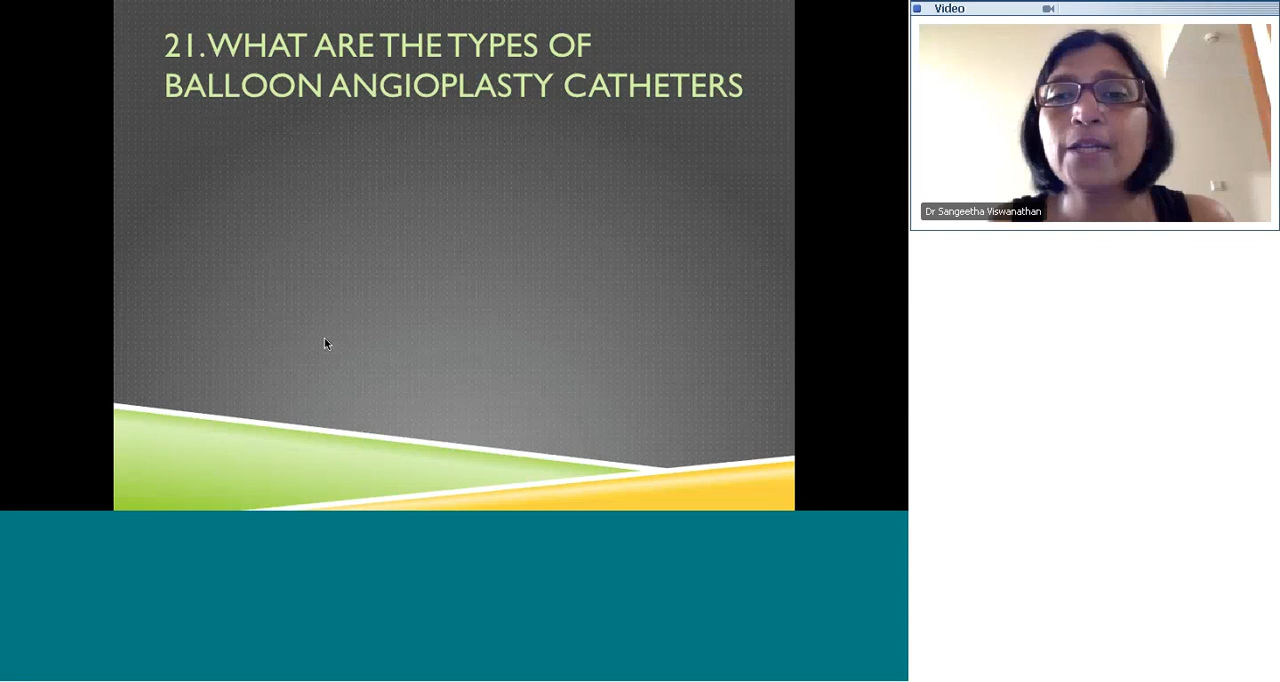 21. WHAT ARE THE TYPES OF
BALLOON ANGIOPLASTY CATHETERS
Video
Dr Sangeetha Viswanathan